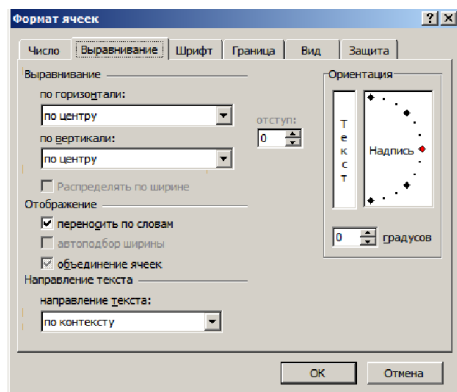 Формат ячеек
Число Выравнивание Шрифт Граница Вид Защита
Выравнивание
по горизонтали:
по центру
отступ:
0
по вертикали:
по центру
Распределять по ширине
Отображение
переносить по словам
автоподбор ширины
объединение ячеек
Направление текста
направление текста:
по контексту
Ориентация
Текст
Надпись
0 градусов
ОК Отмена